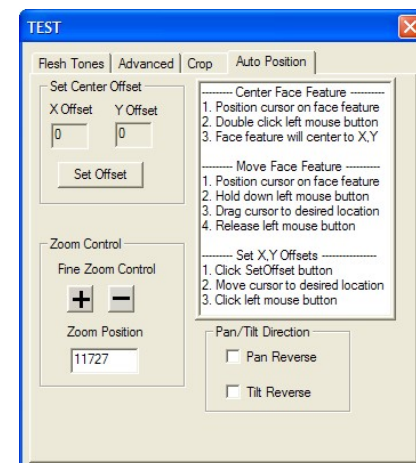 TEST
Flesh Tones
Advanced
Crop
Auto Position
Set Center Offset
X Offset
Y Offset
0
0
Set Offset
Zoom Control
Fine Zoom Control
+
−
Zoom Position
11727
--------- Center Face Feature ---------
1. Position cursor on face feature
2. Double click left mouse button
3. Face feature will center to X,Y
--------- Move Face Feature ---------
1. Position cursor on face feature
2. Hold down left mouse button
3. Drag cursor to desired location
4. Release left mouse button
--------- Set X,Y Offsets ---------------
1. Click SetOffset button
2. Move cursor to desired location
3. Click left mouse button
Pan/Tilt Direction
Pan Reverse
Tilt Reverse